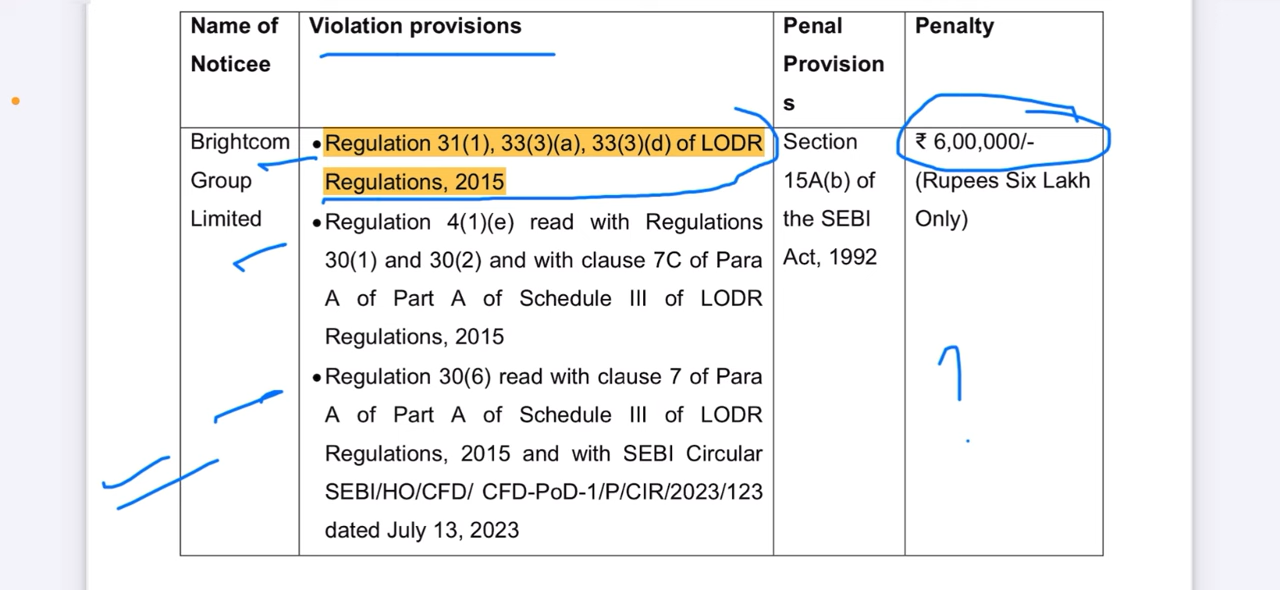 Name of
Noticee
Violation provisions
Penal
Provision
s
Penalty
Brightcom
Group
Limited
• Regulation 31(1), 33(3)(a), 33(3)(d) of LODR
Regulations, 2015
• Regulation 4(1)(e) read with Regulations
30(1) and 30(2) and with clause 7C of Para
A of Part A of Schedule III of LODR
Regulations, 2015
• Regulation 30(6) read with clause 7 of Para
A of Part A of Schedule III of LODR
Regulations, 2015 and with SEBI Circular
SEBI/HO/CFD/ CFD-PoD-1/P/CIR/2023/123
dated July 13, 2023
Section
15A(b) of
the SEBI
Act, 1992
₹ 6,00,000/-
(Rupees Six Lakh
Only)
?